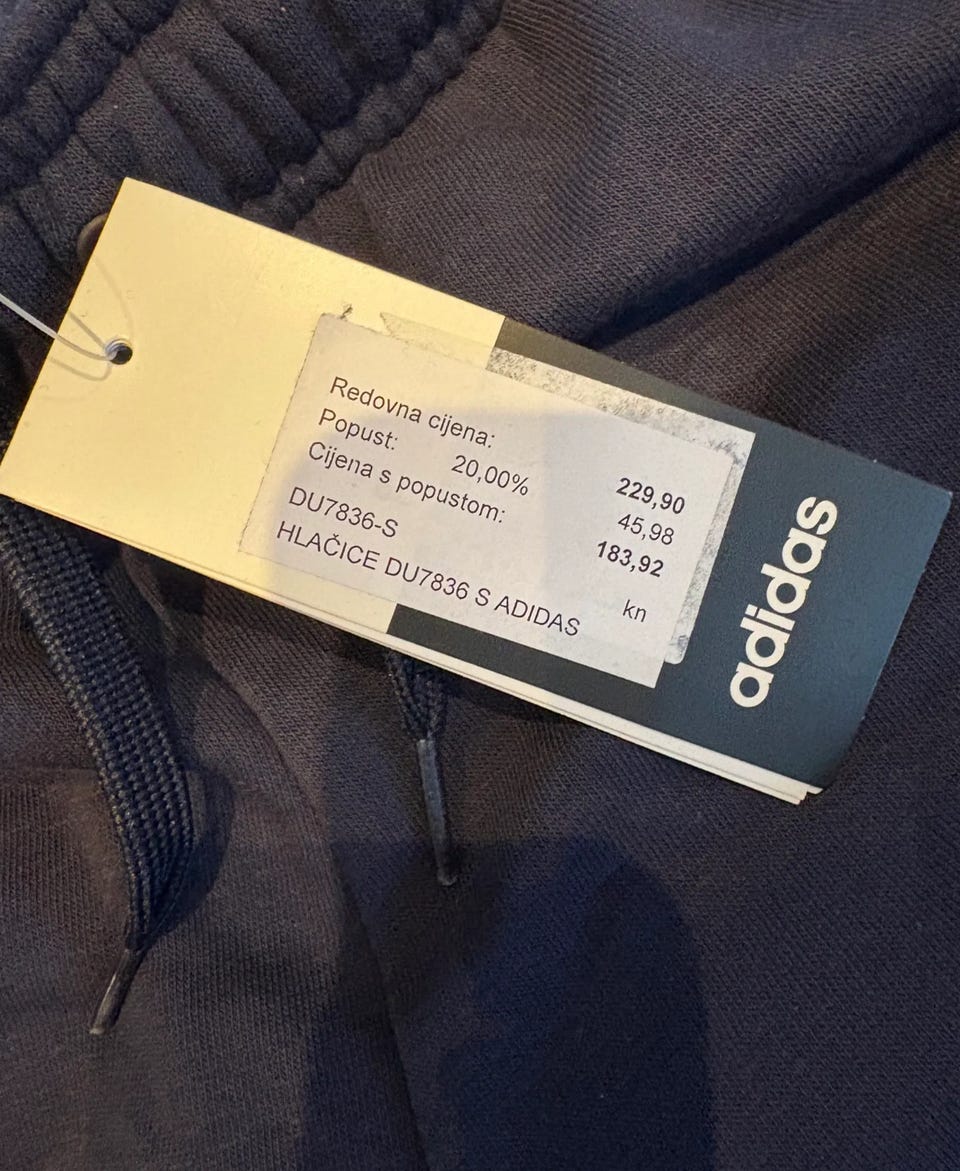 Redovna cijena: 229,90
Popust: 20,00% 45,98
Cijena s popustom: 183,92
DU7836-S kn
HLAČICE DU7836 S ADIDAS
adidas